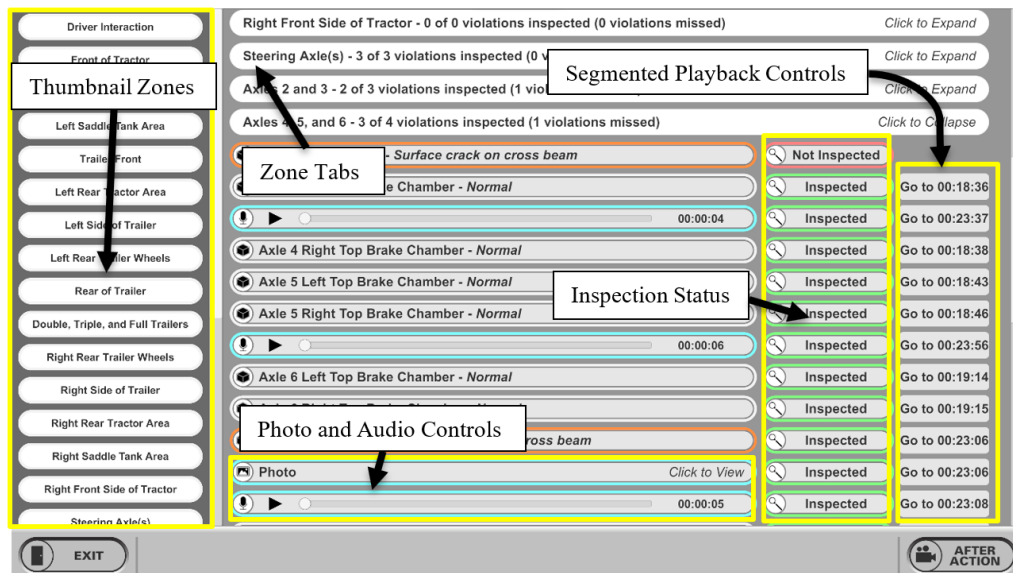 Driver Interaction
Front of Tractor
Thumbnail Zones
Left Saddle Tank Area
Trailer Front
Left Rear Tractor Area
Left Side of Trailer
Left Rear Trailer Wheels
Rear of Trailer
Double, Triple, and Full Trailers
Right Rear Trailer Wheels
Right Side of Trailer
Right Rear Tractor Area
Right Saddle Tank Area
Right Front Side of Tractor
Steering Axle(s)
Right Front Side of Tractor - 0 of 0 violations inspected (0 violations missed) Click to Expand
Steering Axle(s) - 3 of 3 violations inspected (0 Click to Expand
Segmented Playback Controls
Axles 2 and 3 - 2 of 3 violations inspected (1 Click to Expand
Axles 4, 5, and 6 - 3 of 4 violations inspected (1 violations missed) Click to Collapse
- Surface crack on cross beam Not Inspected
Zone Tabs
Chamber - Normal Inspected Go to 00:18:36
00:00:04 Inspected Go to 00:23:37
Axle 4 Right Top Brake Chamber - Normal Inspected Go to 00:18:38
Axle 5 Left Top Brake Chamber - Normal Inspected Go to 00:18:43
Inspection Status
Axle 5 Right Top Brake Chamber - Normal Inspected Go to 00:18:46
00:00:06 Inspected Go to 00:23:56
Axle 6 Left Top Brake Chamber - Normal Inspected Go to 00:19:14
Inspected Go to 00:19:15
Photo and Audio Controls
cross beam Inspected Go to 00:23:06
Photo Click to View Inspected Go to 00:23:06
00:00:05 Inspected Go to 00:23:08
EXIT
AFTER
ACTION